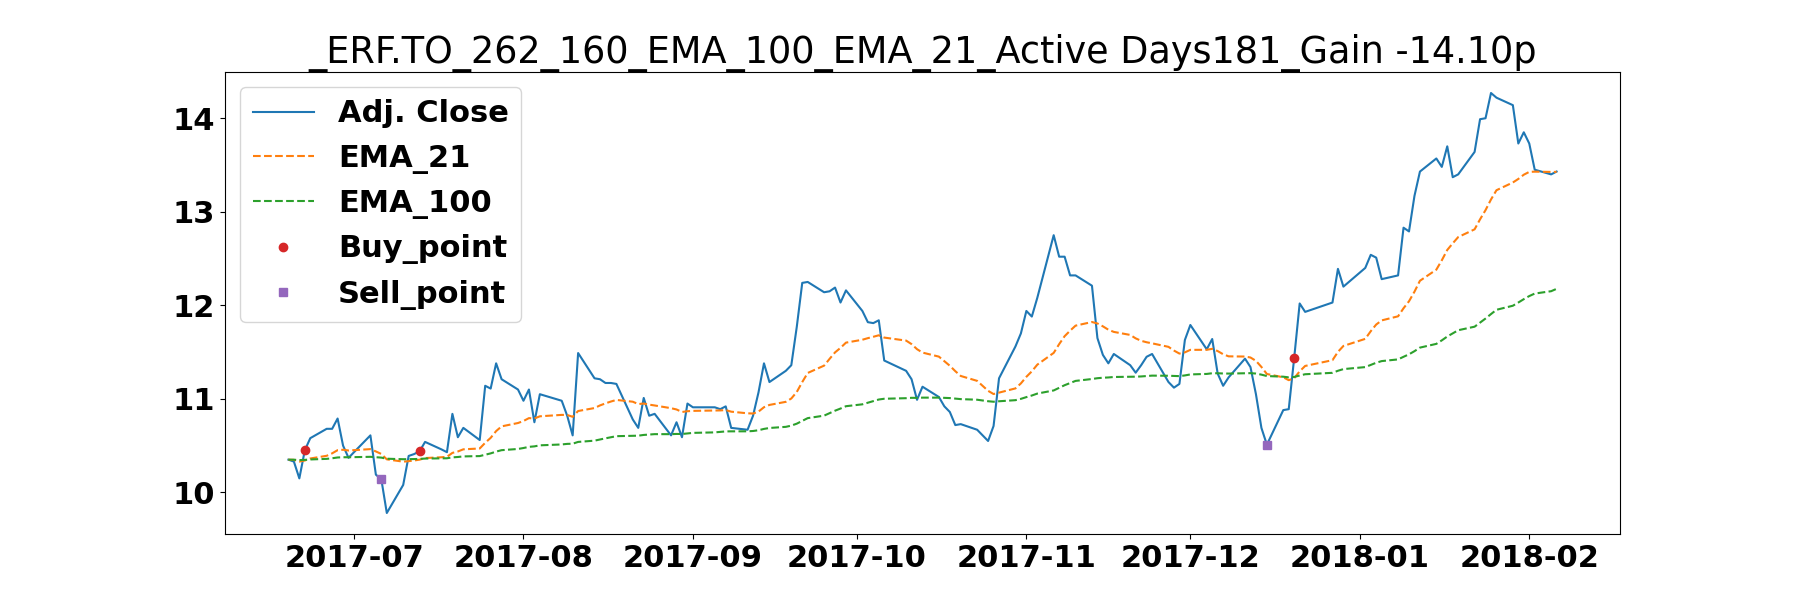 _ERF.TO_262_160_EMA_100_EMA_21_Active Days181_Gain -14.10p
Adj. Close
EMA_21
EMA_100
Buy_point
Sell_point
14
13
12
11
10
2017-07 2017-08 2017-09 2017-10 2017-11 2017-12 2018-01 2018-02